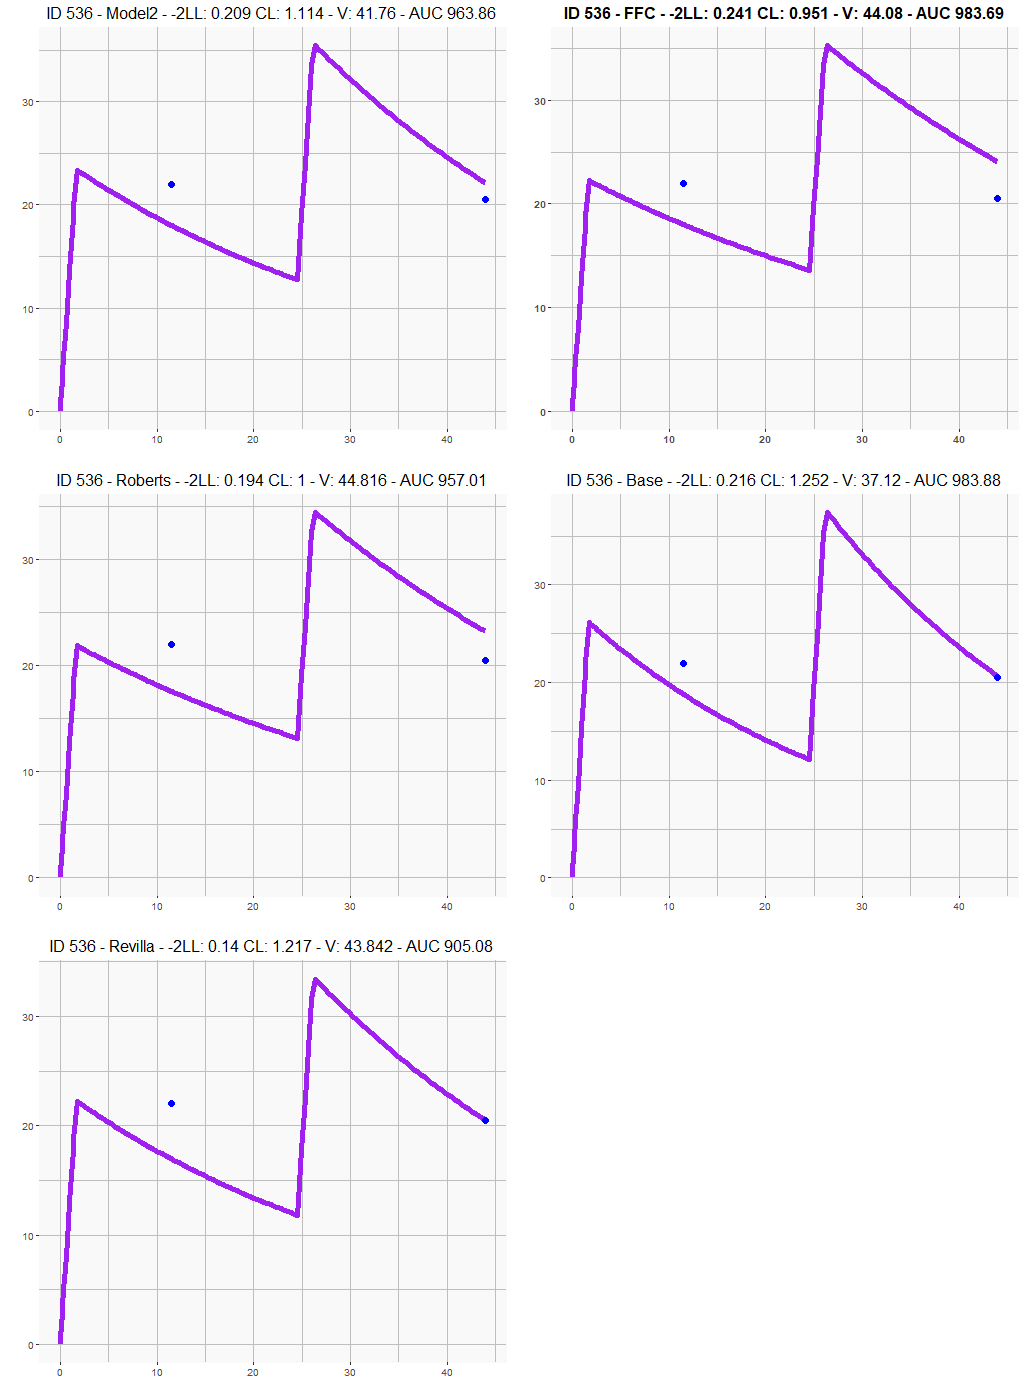 ID 536 - Model2 - -2LL: 0.209 CL: 1.114 - V: 41.76 - AUC 963.86
30
20
10
0
0 10 20 30 40
ID 536 - FFC - -2LL: 0.241 CL: 0.951 - V: 44.08 - AUC 983.69
30
20
10
0
0 10 20 30 40
ID 536 - Roberts - -2LL: 0.194 CL: 1 - V: 44.816 - AUC 957.01
30
20
10
0
0 10 20 30 40
ID 536 - Base - -2LL: 0.216 CL: 1.252 - V: 37.12 - AUC 983.88
30
20
10
0
0 10 20 30 40
ID 536 - Revilla - -2LL: 0.14 CL: 1.217 - V: 43.842 - AUC 905.08
30
20
10
0
0 10 20 30 40